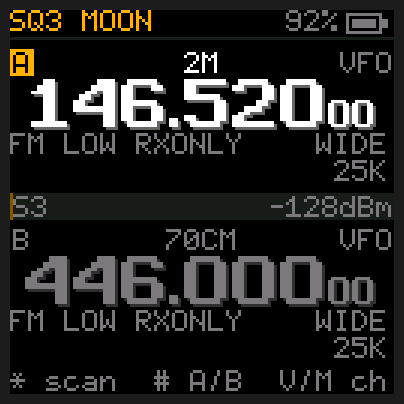 SQ3 MOON 92%
A 2M VFO
146.52000
FM LOW RXONLY WIDE
25K
S3 -128dBm
B 70CM VFO
446.00000
FM LOW RXONLY WIDE
25K
* scan # A/B V/M ch